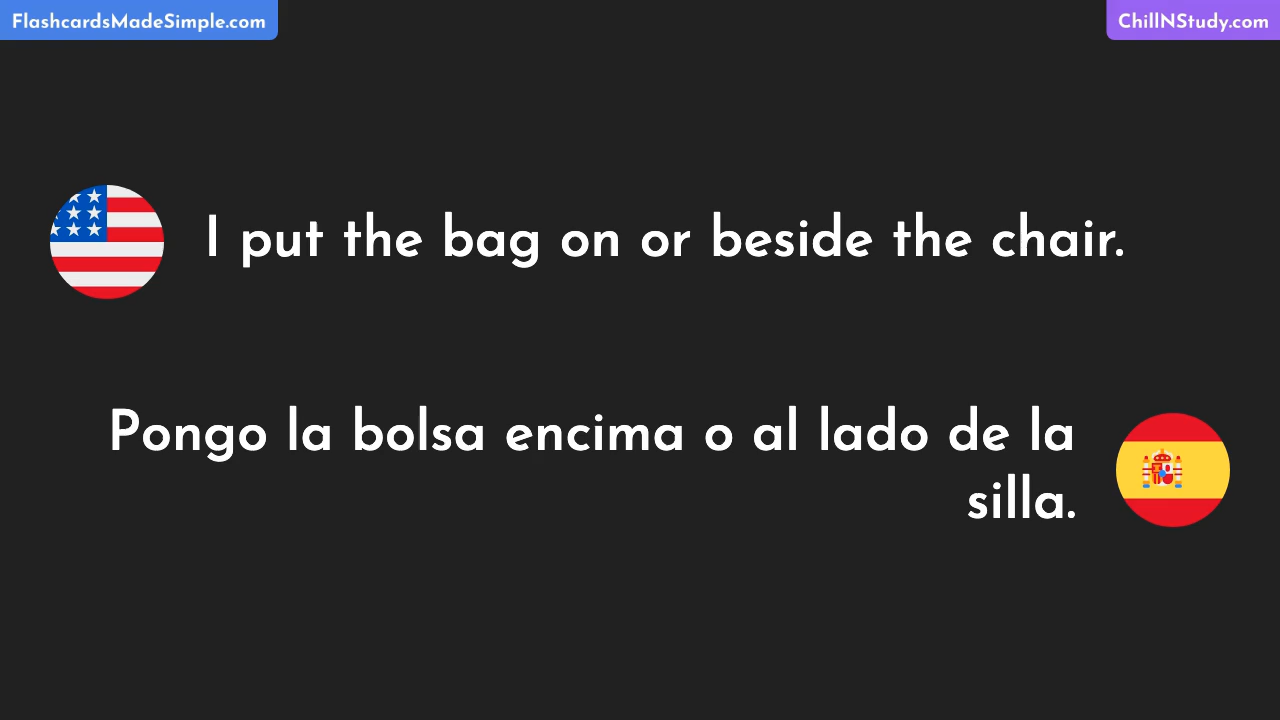 FlashcardsMadeSimple.com
ChillNStudy.com
I put the bag on or beside the chair.
Pongo la bolsa encima o al lado de la
silla.